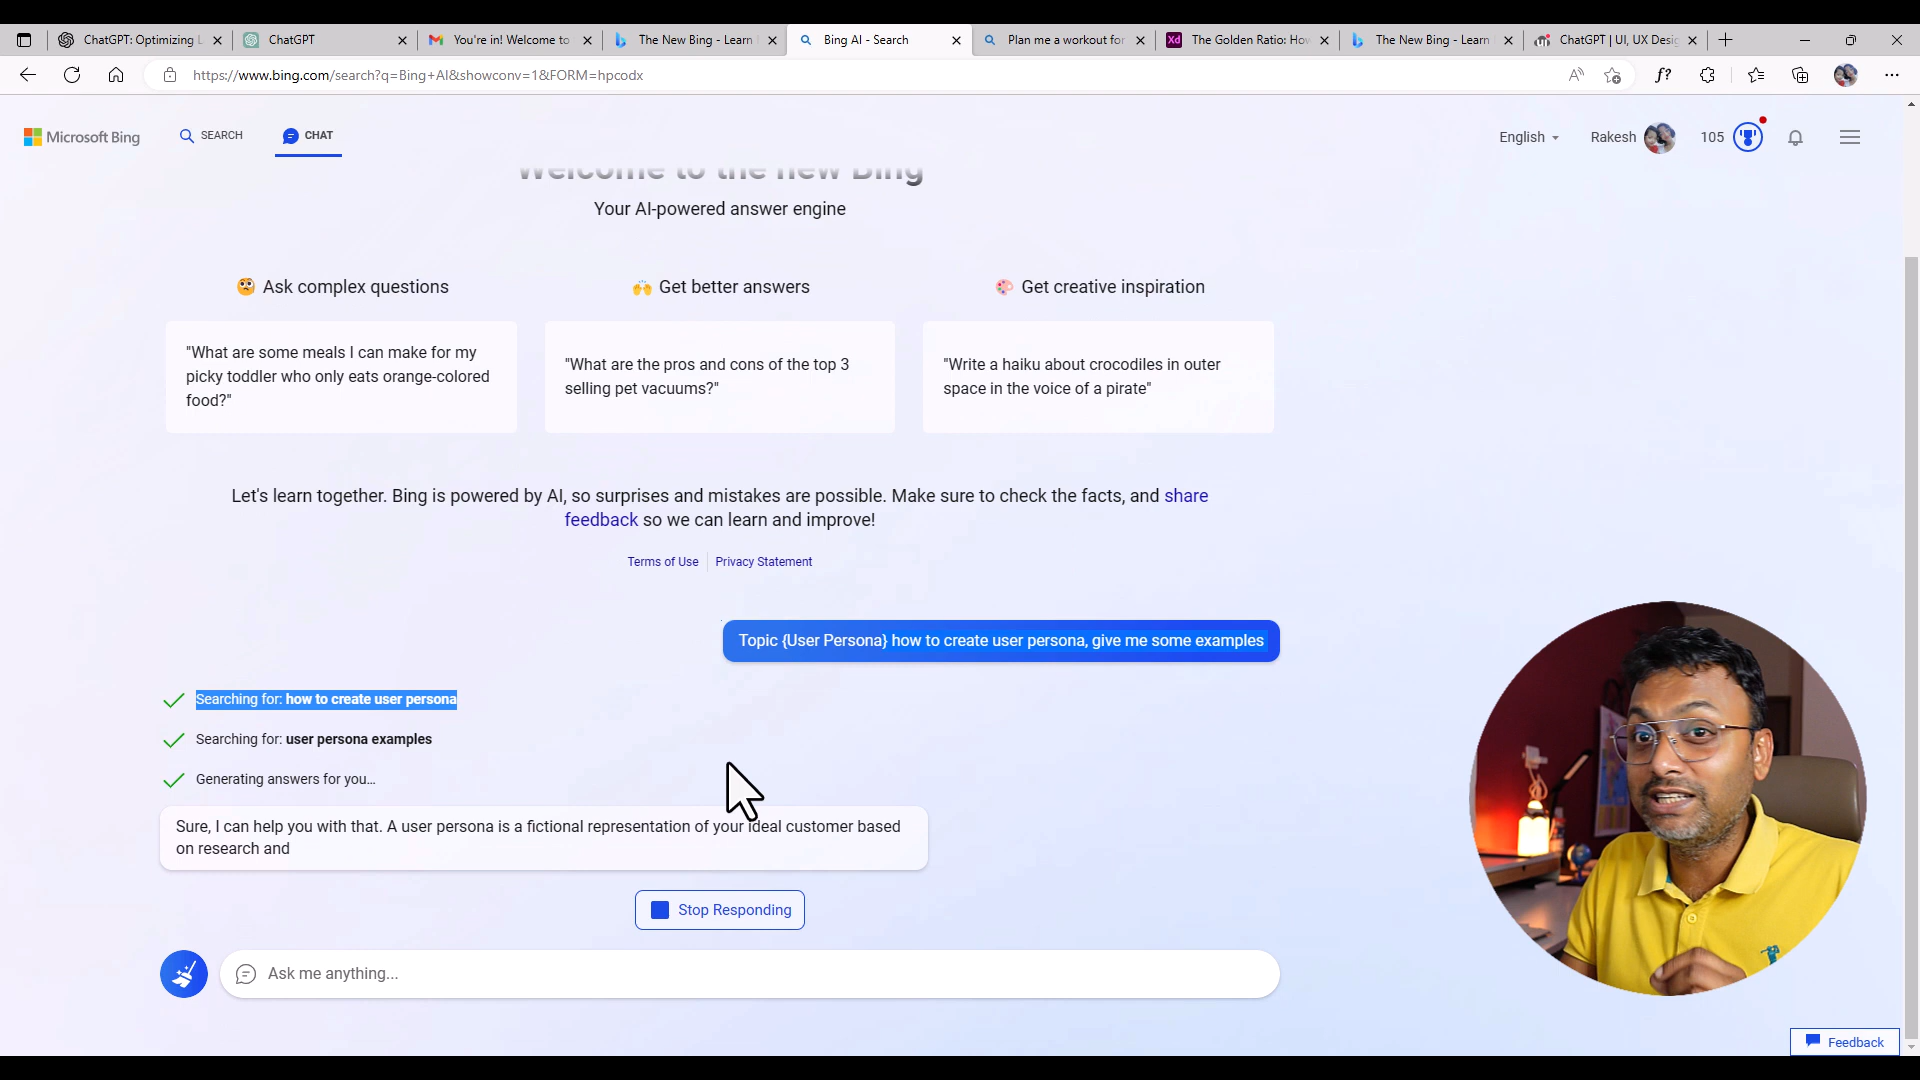 ChatGPT: Optimizing L
ChatGPT
You're in! Welcome to
The New Bing - Learn
Bing AI - Search
Plan me a workout for
The Golden Ratio: How
The New Bing - Learn
ChatGPT | UI, UX Desig
https://www.bing.com/search?q=Bing+AI&showconv=1&FORM=hpcodx
Microsoft Bing
SEARCH
CHAT
English
Rakesh
105
Welcome to the new Bing
Your AI-powered answer engine
Ask complex questions
Get better answers
Get creative inspiration
"What are some meals I can make for my
picky toddler who only eats orange-colored
food?"
"What are the pros and cons of the top 3
selling pet vacuums?"
"Write a haiku about crocodiles in outer
space in the voice of a pirate"
Let's learn together. Bing is powered by AI, so surprises and mistakes are possible. Make sure to check the facts, and share
feedback so we can learn and improve!
Terms of Use
Privacy Statement
Topic {User Persona} how to create user persona, give me some examples
Searching for: how to create user persona
Searching for: user persona examples
Generating answers for you...
Sure, I can help you with that. A user persona is a fictional representation of your ideal customer based
on research and
Stop Responding
Ask me anything...
Feedback